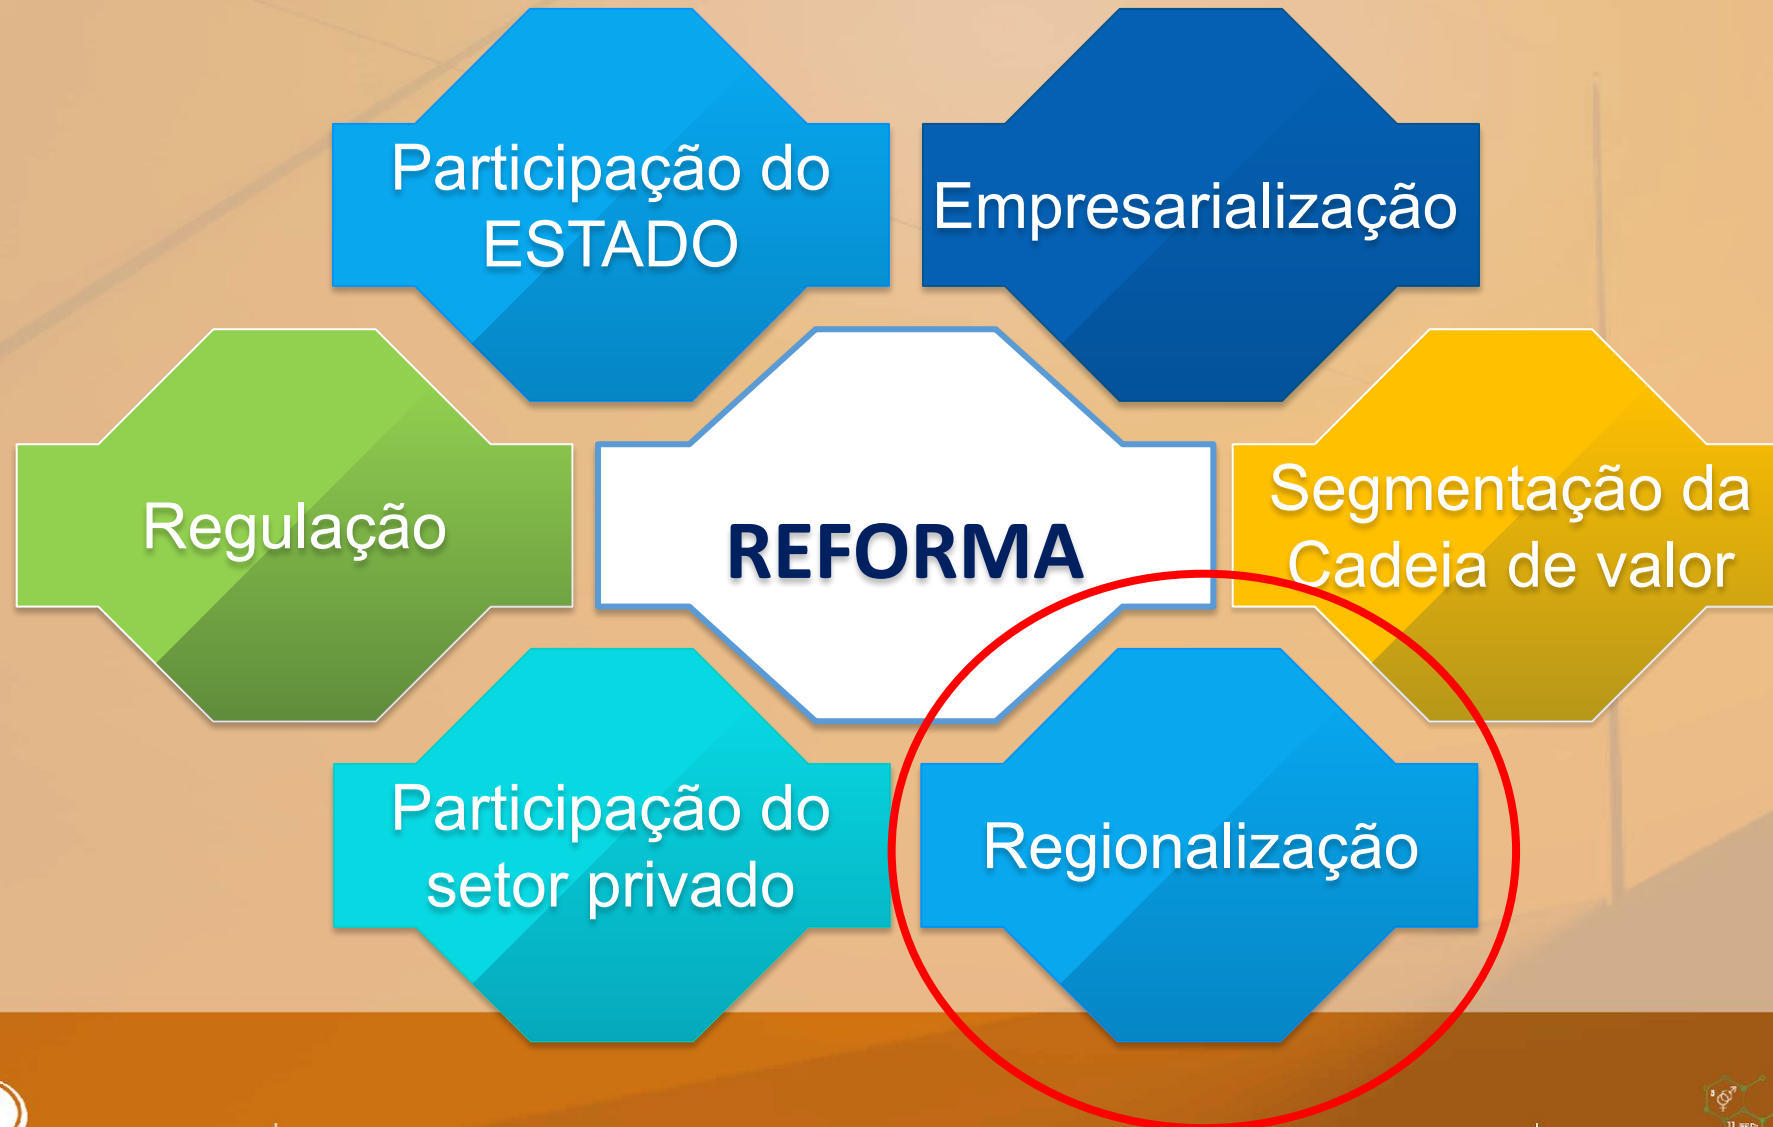 Participação do
ESTADO
Empresarialização
Regulação
REFORMA
Segmentação da
Cadeia de valor
Participação do
setor privado
Regionalização